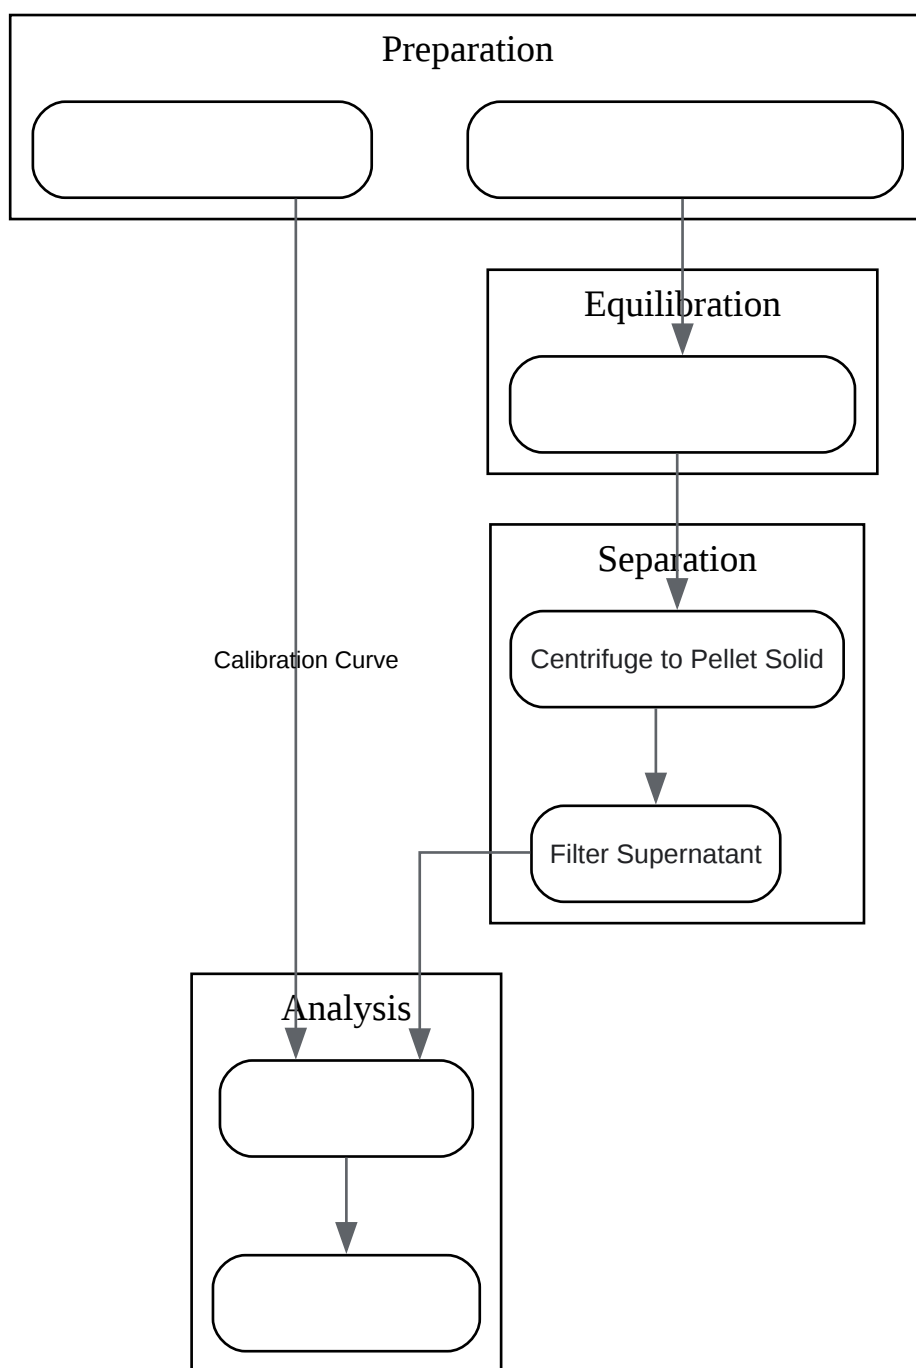 Preparation
Equilibration
Separation
Centrifuge to Pellet Solid
Calibration Curve
Filter Supernatant
Analysis